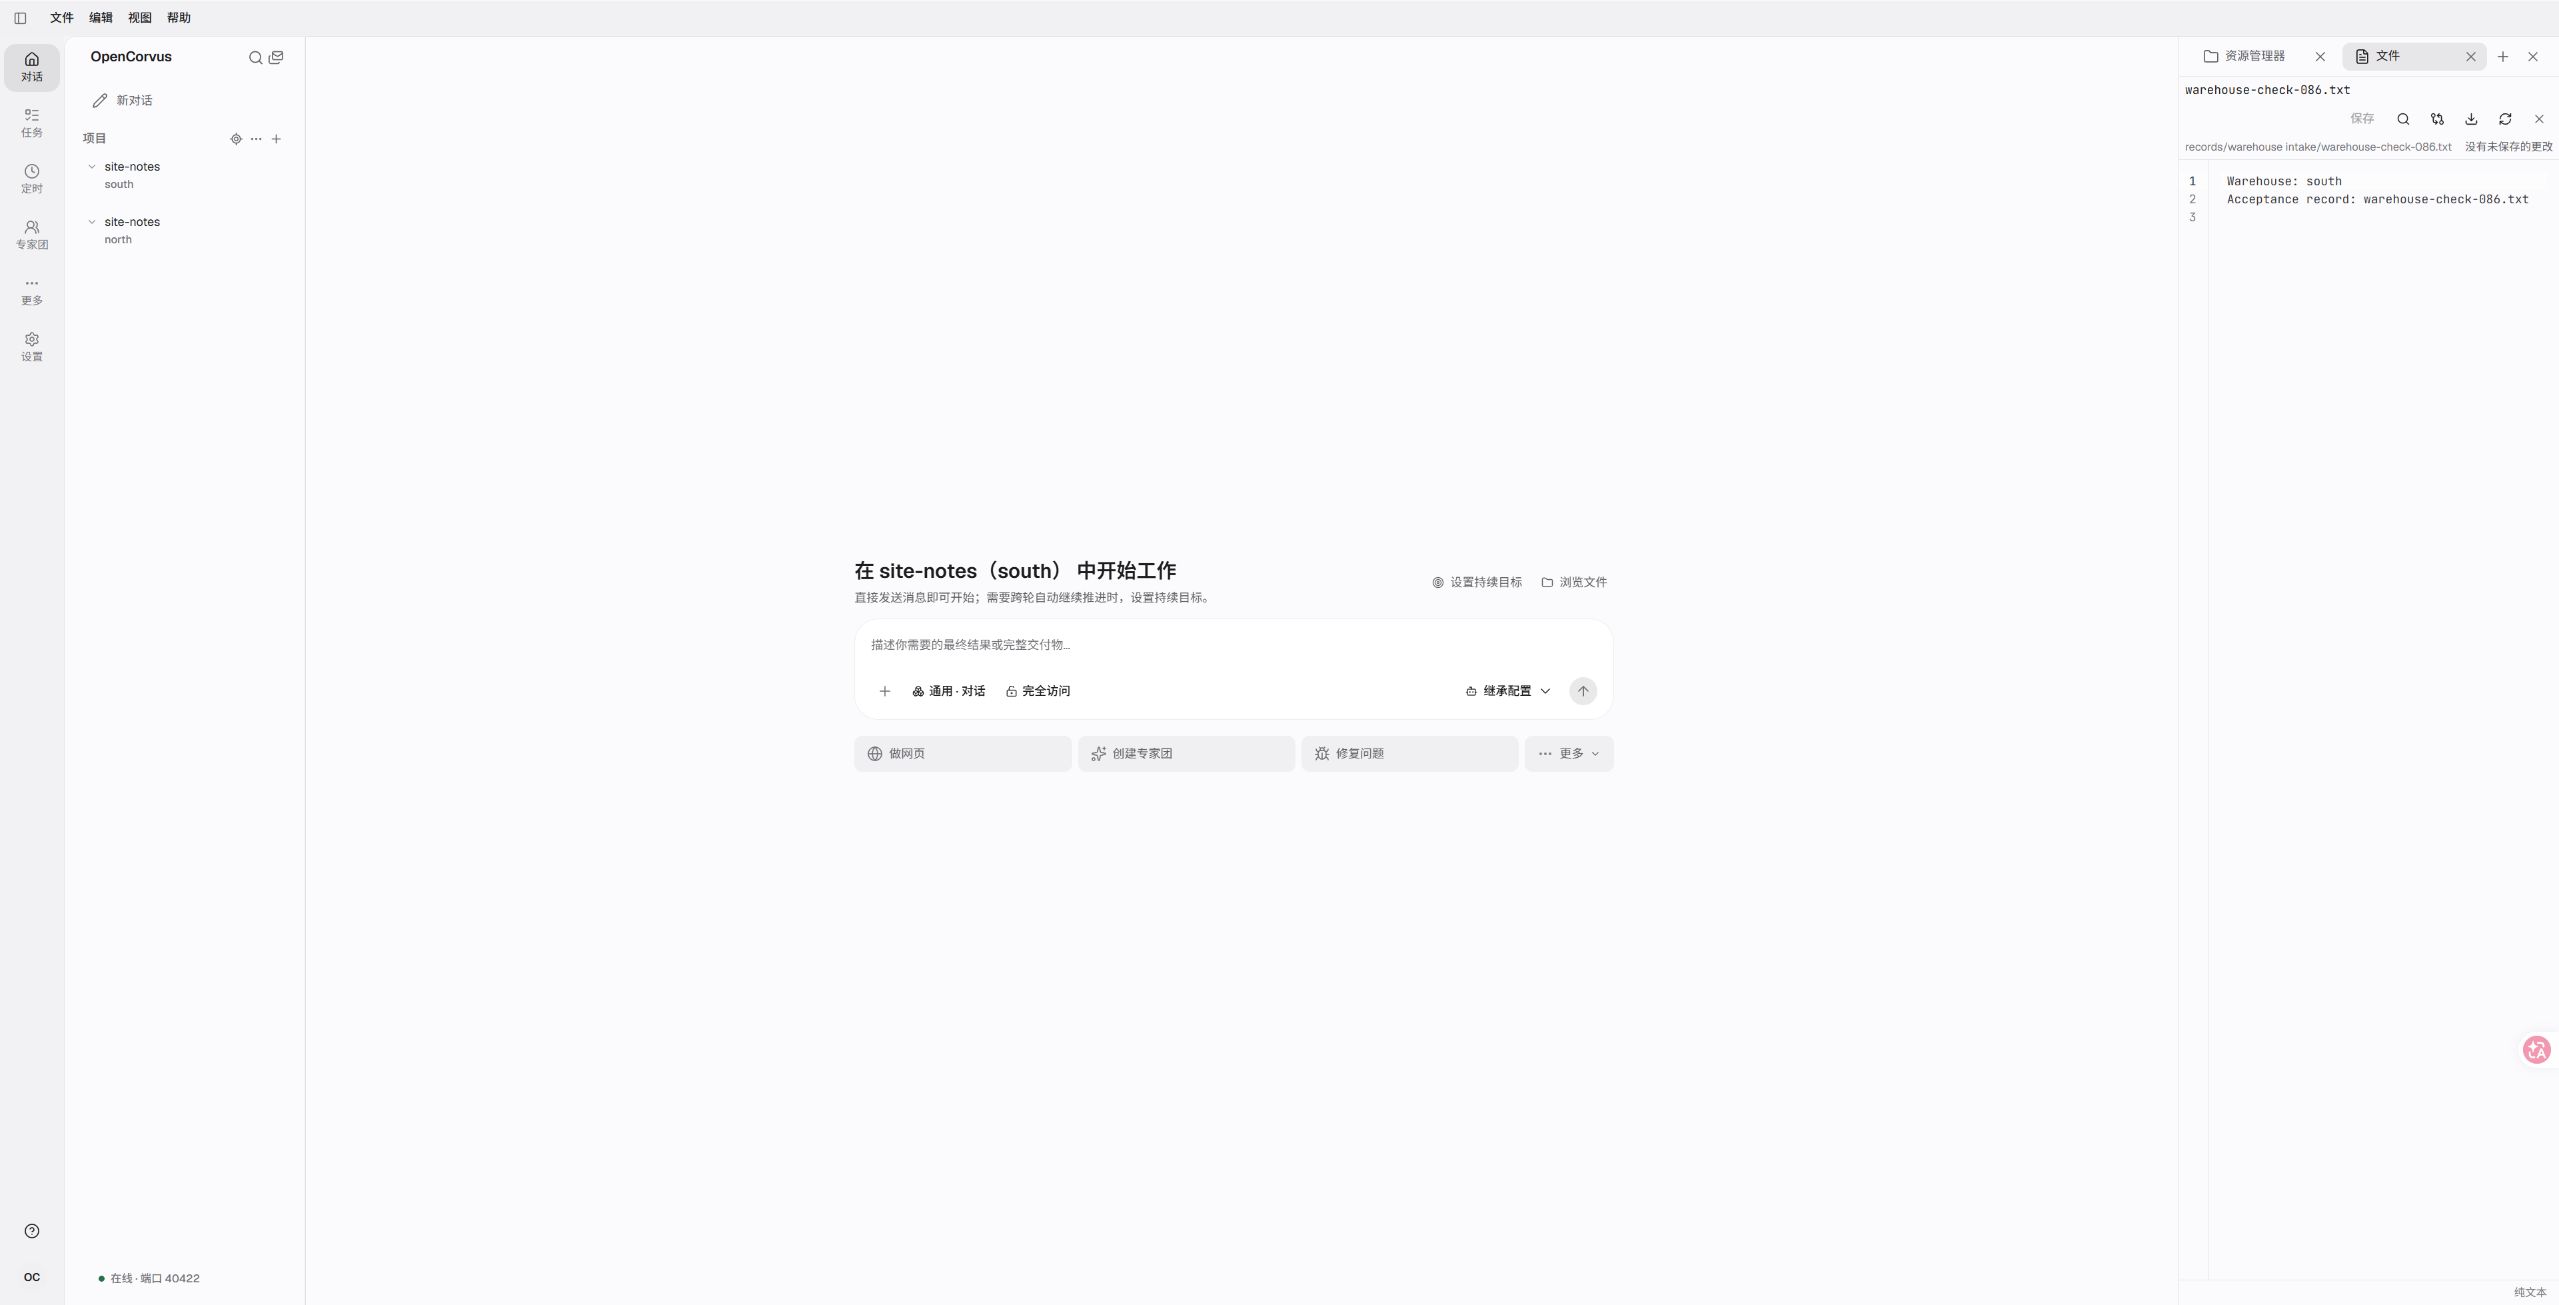 文件 编辑 视图 帮助
对话
任务
定时
专家团
更多
设置
OC
OpenCorvus
新对话
项目
site-notes
south
site-notes
north
在线 · 端口 40422
在 site-notes（south） 中开始工作
直接发送消息即可开始；需要跨轮自动继续推进时，设置持续目标。
设置持续目标 浏览文件
描述你需要的最终结果或完整交付物...
通用 · 对话 完全访问 继承配置
做网页 创建专家团 修复问题 更多
资源管理器 文件
warehouse-check-086.txt
保存
records/warehouse intake/warehouse-check-086.txt 没有未保存的更改
1 Warehouse: south
2 Acceptance record: warehouse-check-086.txt
3
纯文本